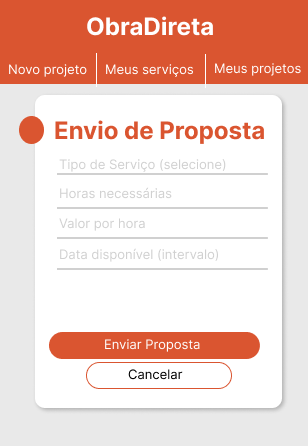 ObraDireta
Novo projeto
Meus serviços
Meus projetos
Envio de Proposta
Tipo de Serviço (selecione)
Horas necessárias
Valor por hora
Data disponível (intervalo)
Enviar Proposta
Cancelar